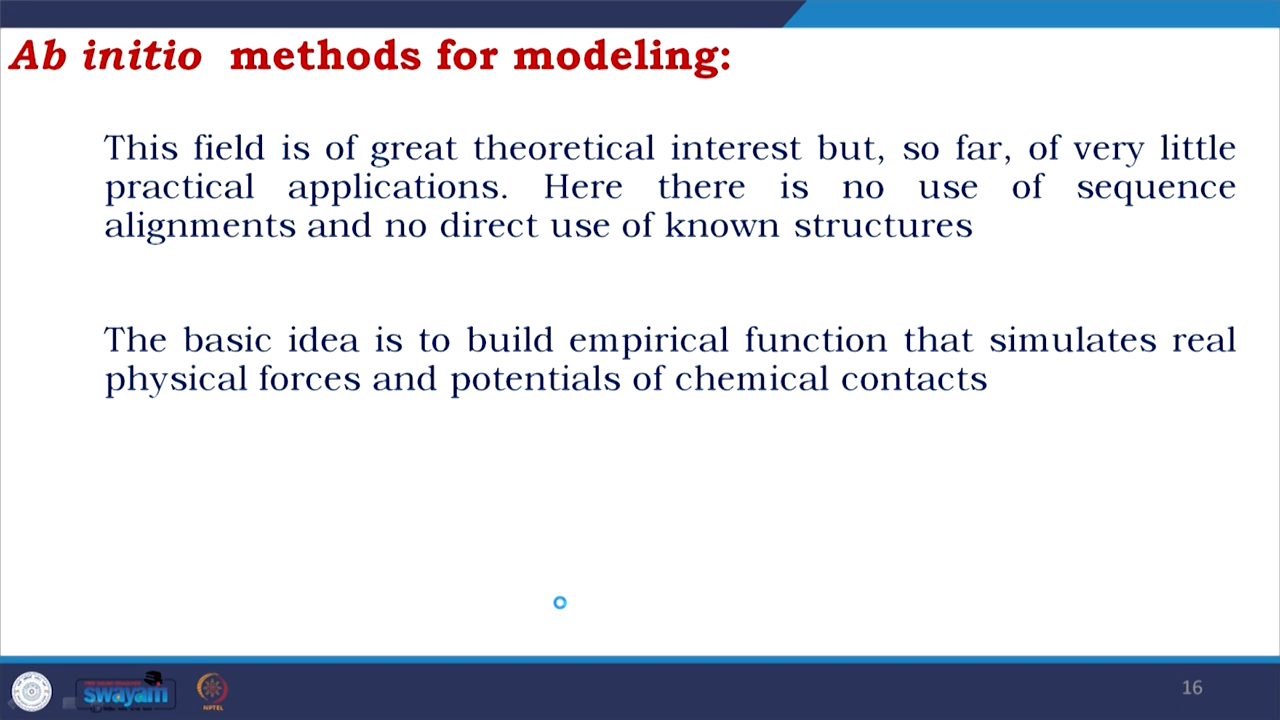 Ab initio methods for modeling:
This field is of great theoretical interest but, so far, of very little
practical applications. Here there is no use of sequence
alignments and no direct use of known structures
The basic idea is to build empirical function that simulates real
physical forces and potentials of chemical contacts
swayam
NPTEL
16